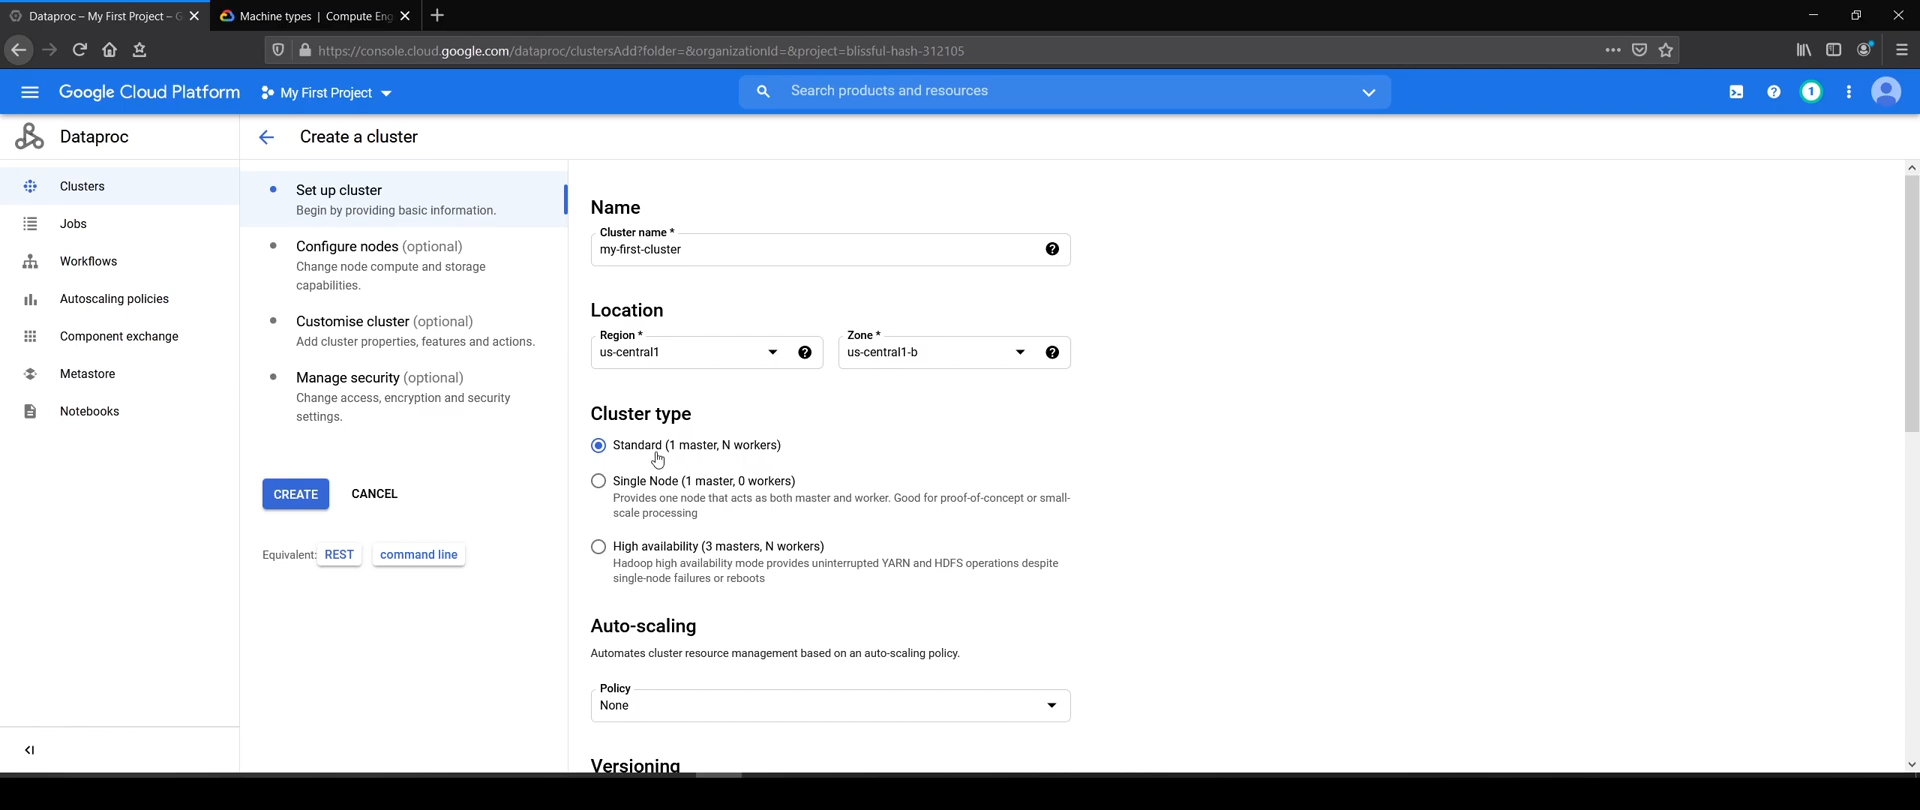 Dataproc – My First Project – G
Machine types | Compute Eng
https://console.cloud.google.com/dataproc/clustersAdd?folder=&organizationId=&project=blissful-hash-312105
Google Cloud Platform
My First Project
Search products and resources
1
Dataproc
Create a cluster
Clusters
Jobs
Workflows
Autoscaling policies
Component exchange
Metastore
Notebooks
Set up cluster
Begin by providing basic information.
Configure nodes (optional)
Change node compute and storage
capabilities.
Customise cluster (optional)
Add cluster properties, features and actions.
Manage security (optional)
Change access, encryption and security
settings.
CREATE
CANCEL
Equivalent: REST command line
Name
Cluster name *
my-first-cluster
Location
Region *
us-central1
Zone *
us-central1-b
Cluster type
Standard (1 master, N workers)
Single Node (1 master, 0 workers)
Provides one node that acts as both master and worker. Good for proof-of-concept or small-
scale processing
High availability (3 masters, N workers)
Hadoop high availability mode provides uninterrupted YARN and HDFS operations despite
single-node failures or reboots
Auto-scaling
Automates cluster resource management based on an auto-scaling policy.
Policy
None
Versioning